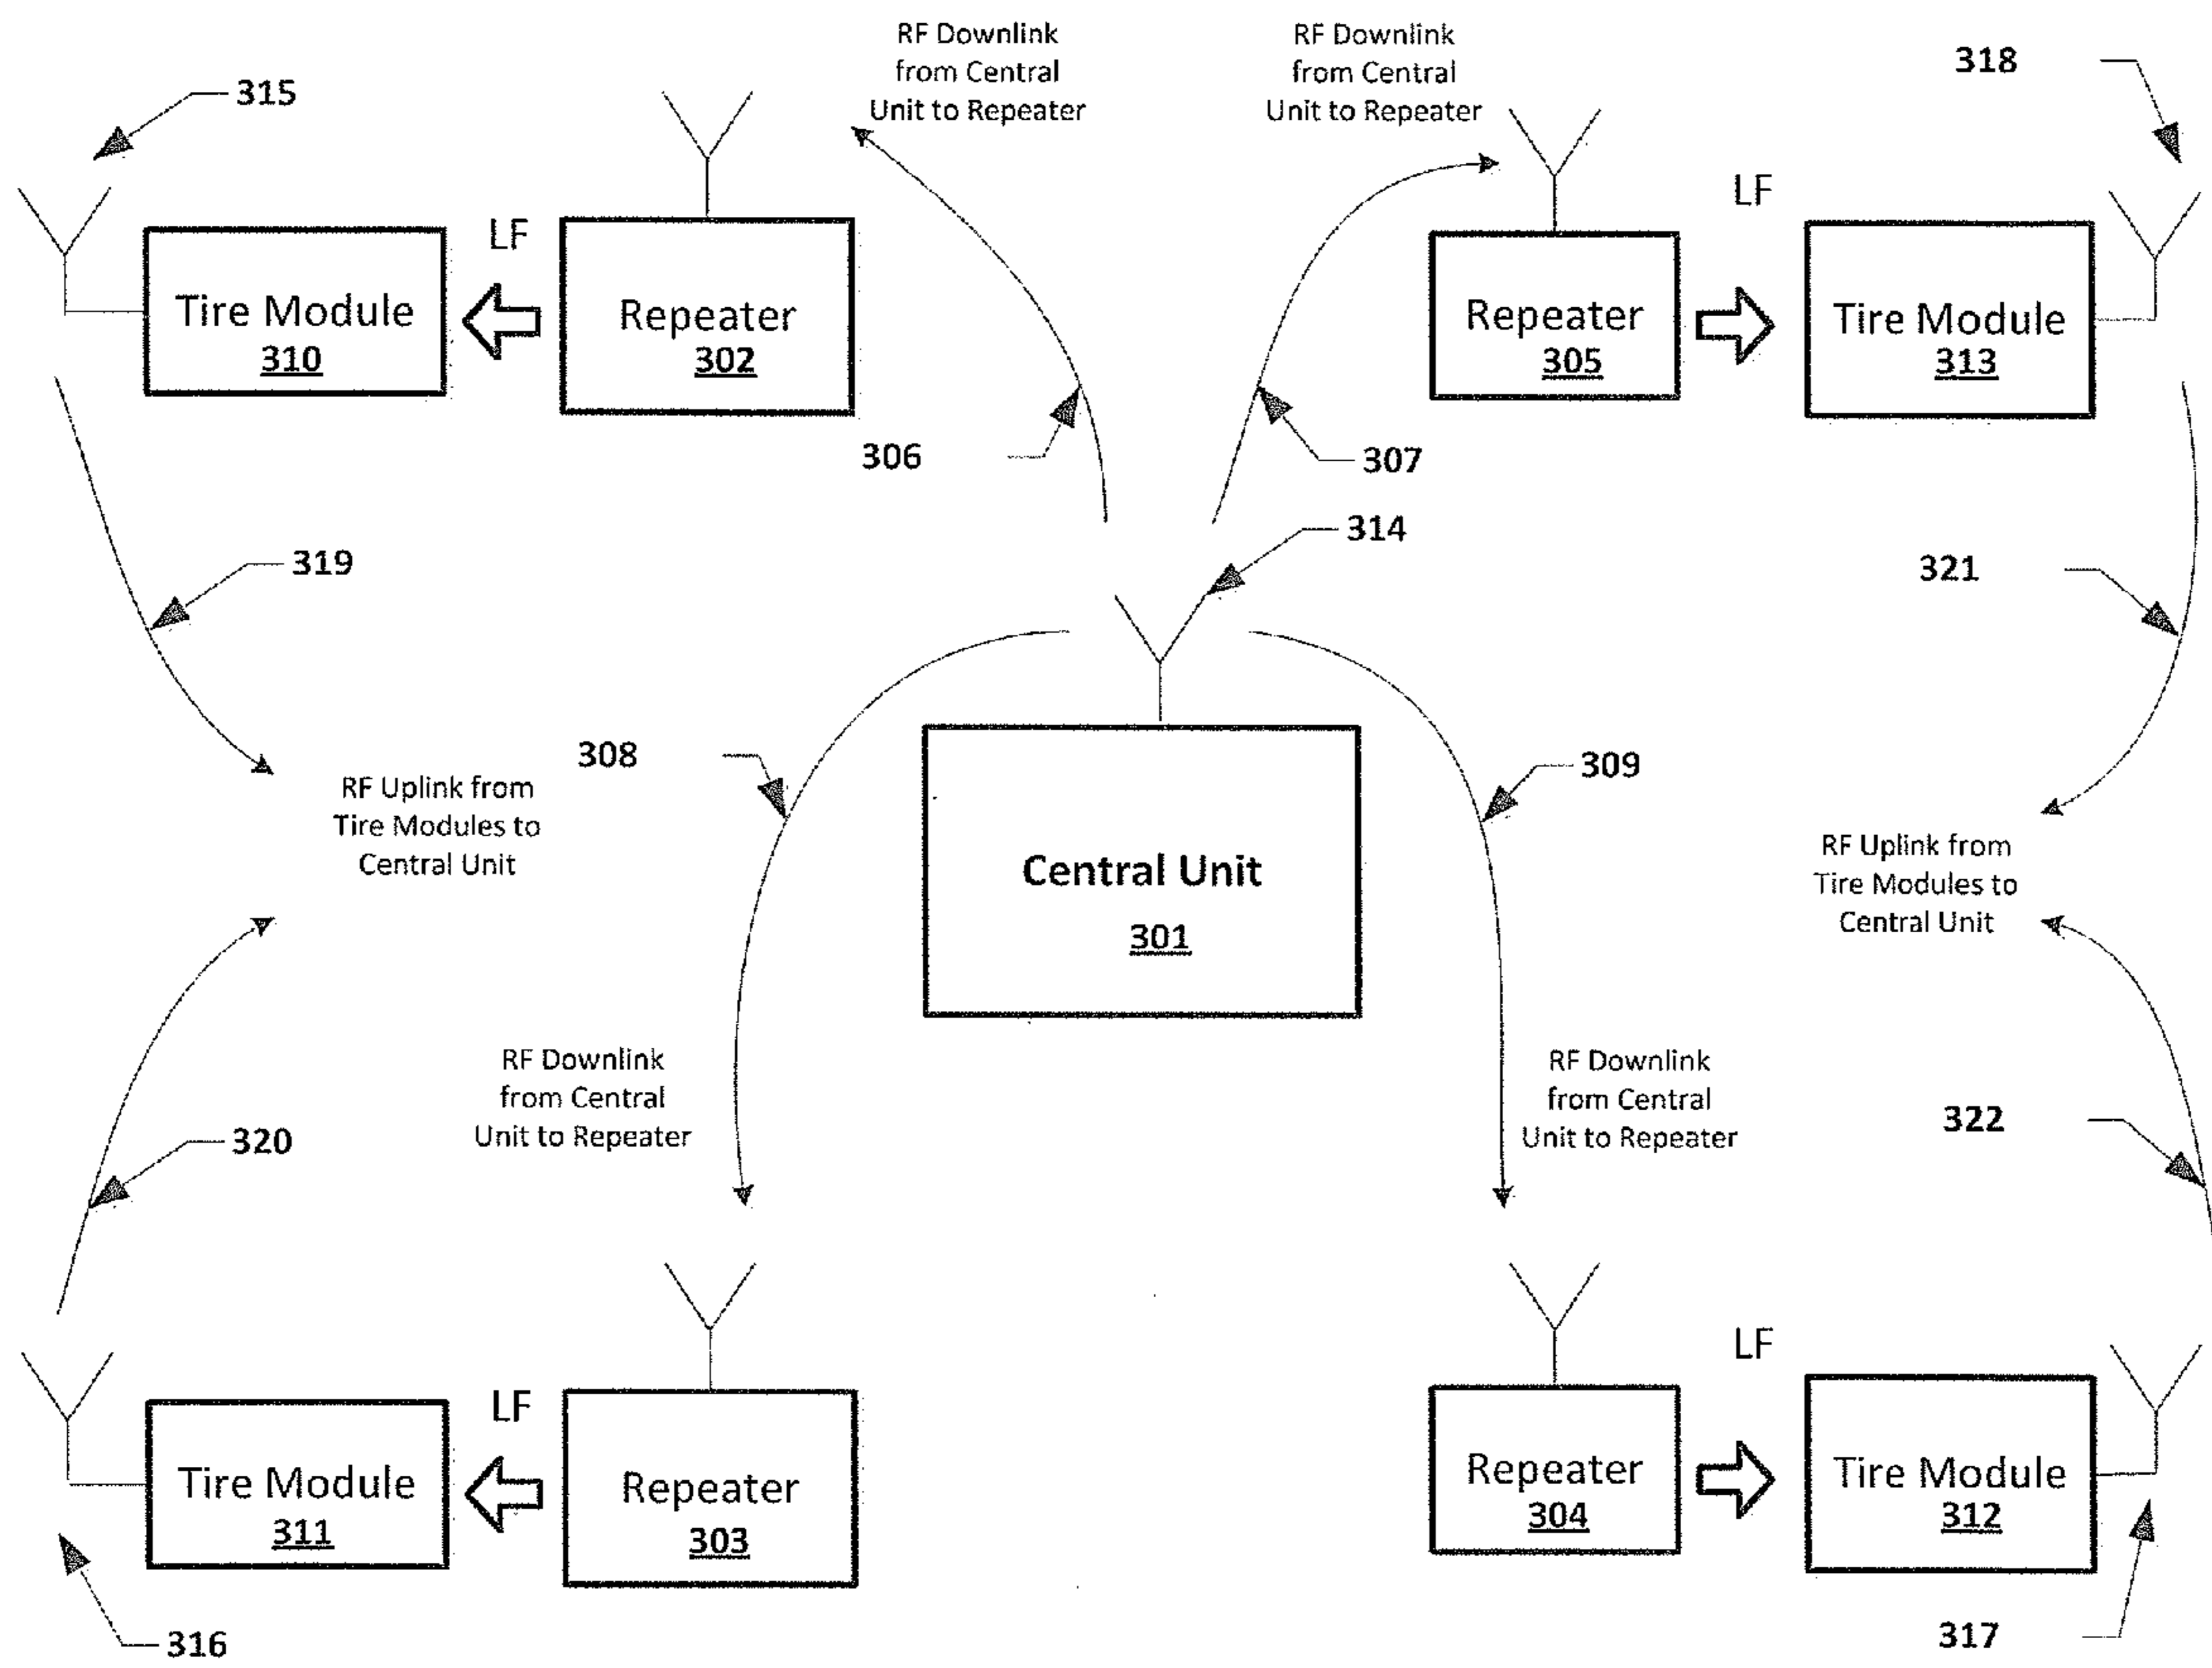 RF Downlink
from Central
Unit to Repeater
RF Downlink
from Central
Unit to Repeater
318
315
LF
LF
Tire Module
310
Repeater
302
Repeater
305
Tire Module
313
306
307
314
319
321
308
309
RF Uplink from
Tire Modules to
Central Unit
Central Unit
301
RF Uplink from
Tire Modules to
Central Unit
RF Downlink
from Central
Unit to Repeater
RF Downlink
from Central
Unit to Repeater
320
322
LF
LF
Tire Module
311
Repeater
303
Repeater
304
Tire Module
312
316
317